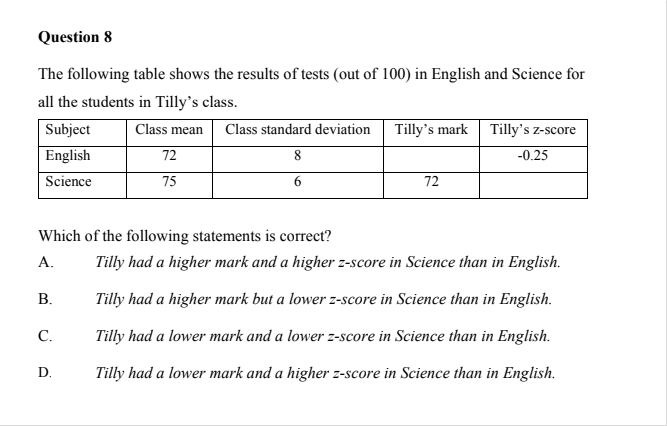 Question 8
The following table shows the results of tests (out of 100) in English and Science for
all the students in Tilly’s class.
Subject Class mean Class standard deviation Tilly’s mark Tilly’s z-score
English 72 8 -0.25
Science 75 6 72
Which of the following statements is correct?
A. Tilly had a higher mark and a higher z-score in Science than in English.
B. Tilly had a higher mark but a lower z-score in Science than in English.
C. Tilly had a lower mark and a lower z-score in Science than in English.
D. Tilly had a lower mark and a higher z-score in Science than in English.